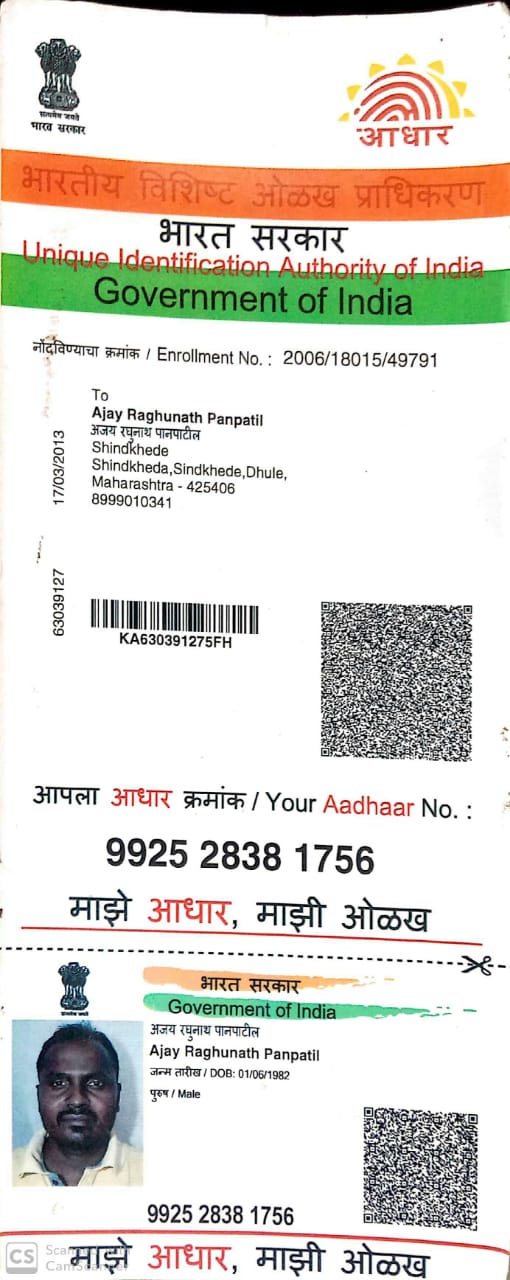 सत्यमेव जयते
भारत सरकार
आधार
भारतीय विशिष्ट ओळख प्राधिकरण
भारत सरकार
Unique Identification Authority of India
Government of India
नोंदविण्याचा क्रमांक / Enrollment No. : 2006/18015/49791
To
Ajay Raghunath Panpatil
अजय रघुनाथ पानपाटील
Shindkhede
Shindkheda,Sindkhede,Dhule,
Maharashtra - 425406
8999010341
17/03/2013
63039127
KA630391275FH
आपला आधार क्रमांक / Your Aadhaar No. :
9925 2838 1756
माझे आधार, माझी ओळख
भारत सरकार
Government of India
अजय रघुनाथ पानपाटील
Ajay Raghunath Panpatil
जन्म तारीख / DOB: 01/06/1982
पुरुष / Male
9925 2838 1756
माझे आधार, माझी ओळख
CS Scanned with
CamScanner